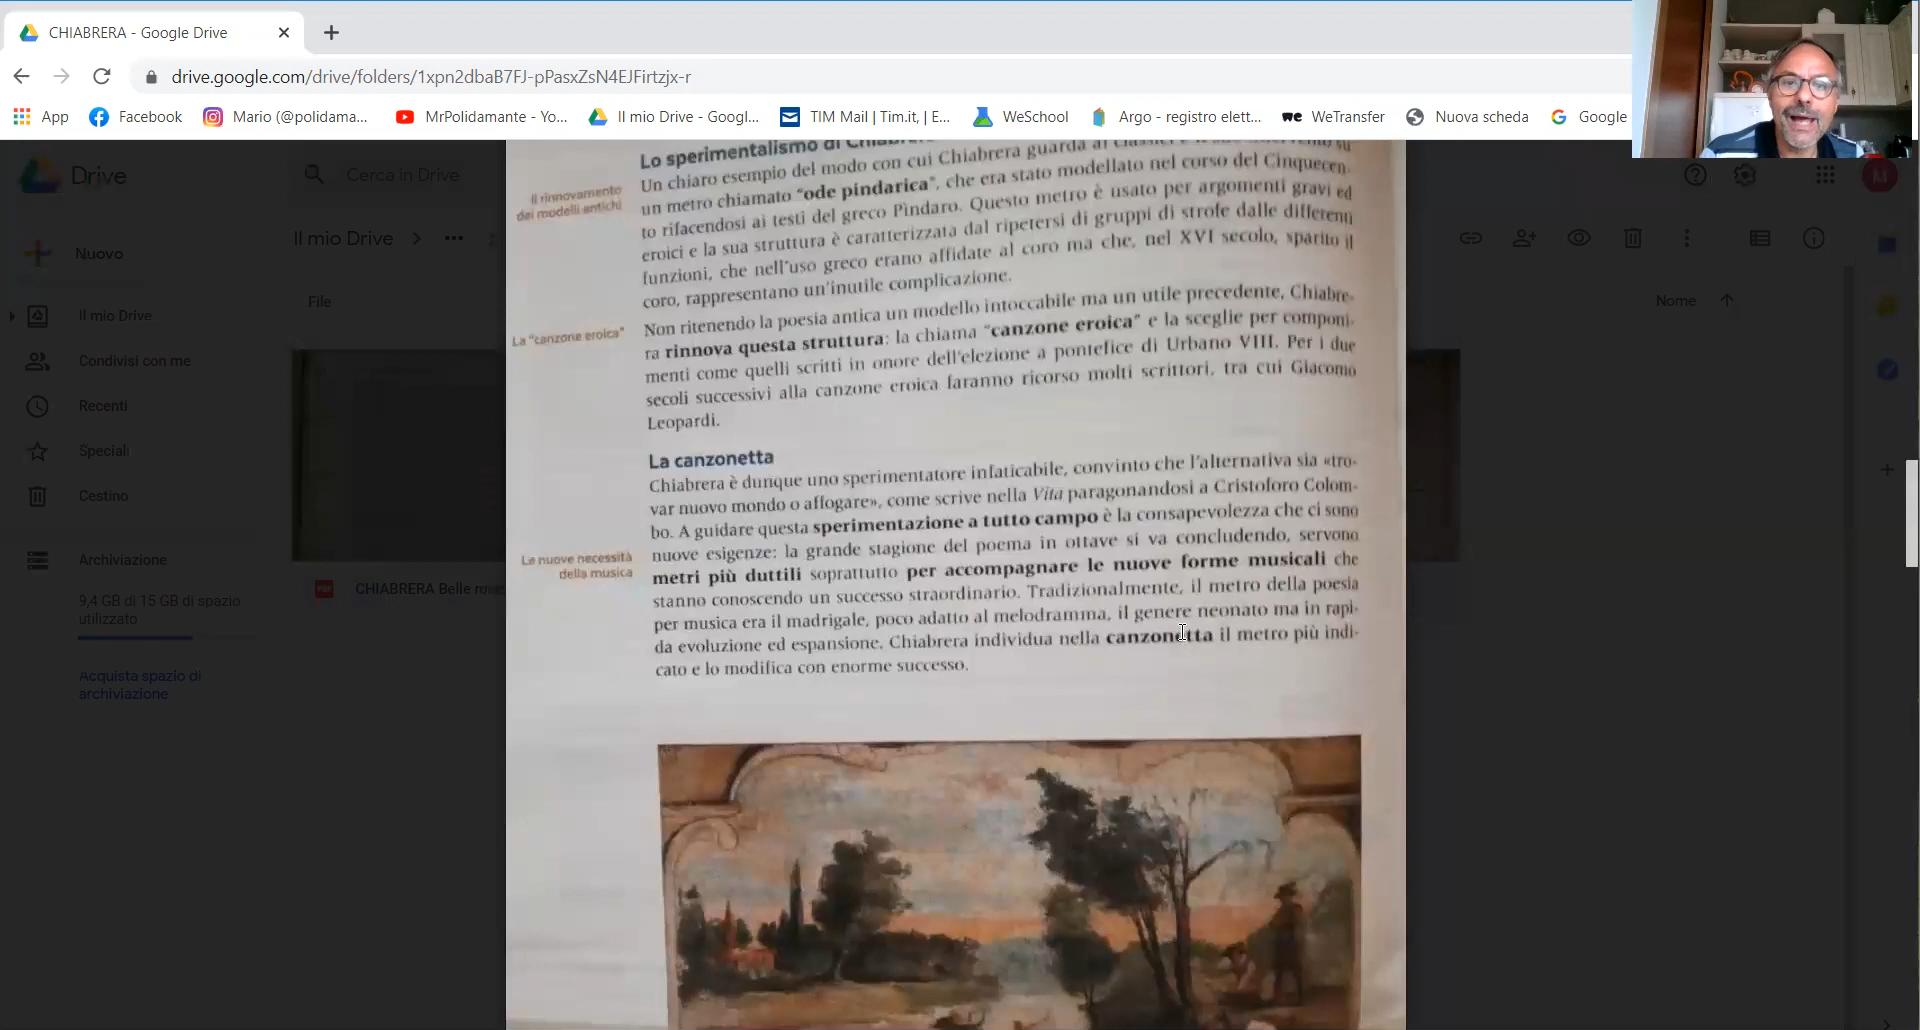 CHIABRERA - Google Drive
drive.google.com/drive/folders/1xpn2dbaB7FJ-pPasxZsN4EJFirtzjx-r
App Facebook Mario (@polidama... MrPolidamante - Yo... Il mio Drive - Googl... TIM Mail | Tim.it, | E... WeSchool Argo - registro elett... WeTransfer Nuova scheda Google
Drive
Cerca in Drive
M
Il mio Drive
Nuovo
File
Nome
Il mio Drive
Condivisi con me
Recenti
Speciali
Cestino
Archiviazione
9,4 GB di 15 GB di spazio
utilizzato
Acquista spazio di
archiviazione
CHIABRERA Belle
Lo sperimentalismo di
Un chiaro esempio del modo con cui Chiabrera guarda ai
un metro chiamato "ode pindarica", che era stato modellato nel corso del Cinquecen-
to rifacendosi ai testi del greco Pindaro. Questo metro è usato per argomenti gravi ed
eroici e la sua struttura è caratterizzata dal ripetersi di gruppi di strofe dalle differenti
funzioni, che nell'uso greco erano affidate al coro ma che, nel XVI secolo, sparito il
coro, rappresentano un'inutile complicazione.
Il rinnovamento
dei modelli antichi
Non ritenendo la poesia antica un modello intoccabile ma un utile precedente, Chiabre-
ra rinnova questa struttura: la chiama "canzone eroica" e la sceglie per componi-
menti come quelli scritti in onore dell'elezione a pontefice di Urbano VIII. Per i due
secoli successivi alla canzone eroica faranno ricorso molti scrittori, tra cui Giacomo
Leopardi.
La "canzone eroica"
La canzonetta
Chiabrera è dunque uno sperimentatore infaticabile, convinto che l'alternativa sia «tro-
var nuovo mondo o affogare», come scrive nella Vita paragonandosi a Cristoforo Colom-
bo. A guidare questa sperimentazione a tutto campo è la consapevolezza che ci sono
nuove esigenze: la grande stagione del poema in ottave si va concludendo, servono
metri più duttili soprattutto per accompagnare le nuove forme musicali che
stanno conoscendo un successo straordinario. Tradizionalmente, il metro della poesia
per musica era il madrigale, poco adatto al melodramma, il genere neonato ma in rapi-
da evoluzione ed espansione. Chiabrera individua nella canzonetta il metro più indi-
cato e lo modifica con enorme successo.
Le nuove necessità
della musica